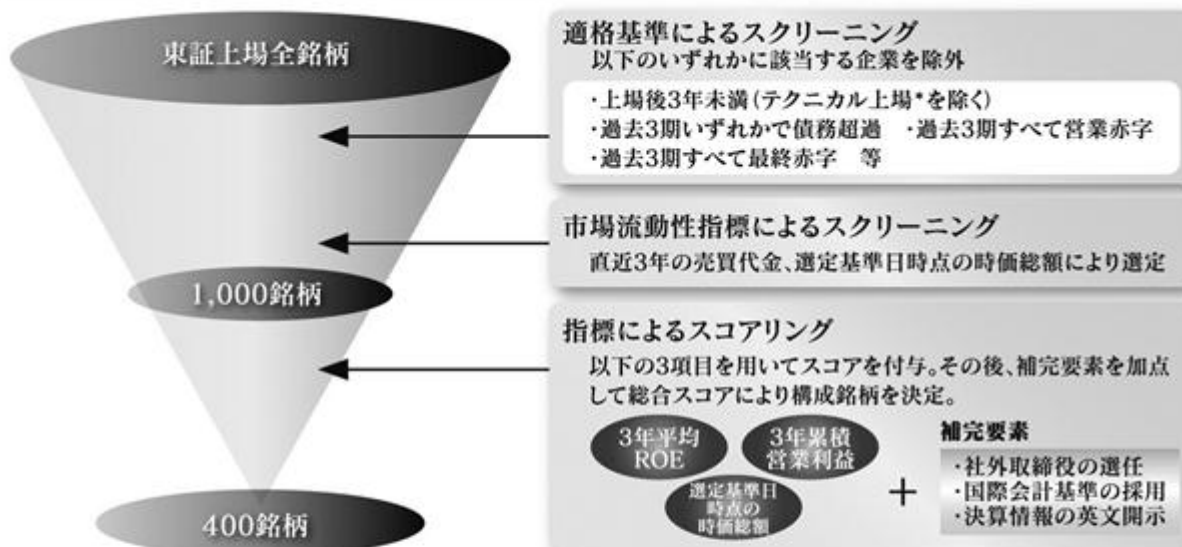 東証上場全銘柄
1,000銘柄
400銘柄
適格基準によるスクリーニング
以下のいずれかに該当する企業を除外
・上場後3年未満(テクニカル上場*を除く)
・過去3期いずれかで債務超過 ・過去3期すべて営業赤字
・過去3期すべて最終赤字 等
市場流動性指標によるスクリーニング
直近3年の売買代金、選定基準日時点の時価総額により選定
指標によるスコアリング
以下の3項目を用いてスコアを付与。その後、補完要素を加点
して総合スコアにより構成銘柄を決定。
3年平均
ROE
3年累積
営業利益
選定基準日
時点の
時価総額
+
補完要素
・社外取締役の選任
・国際会計基準の採用
・決算情報の英文開示